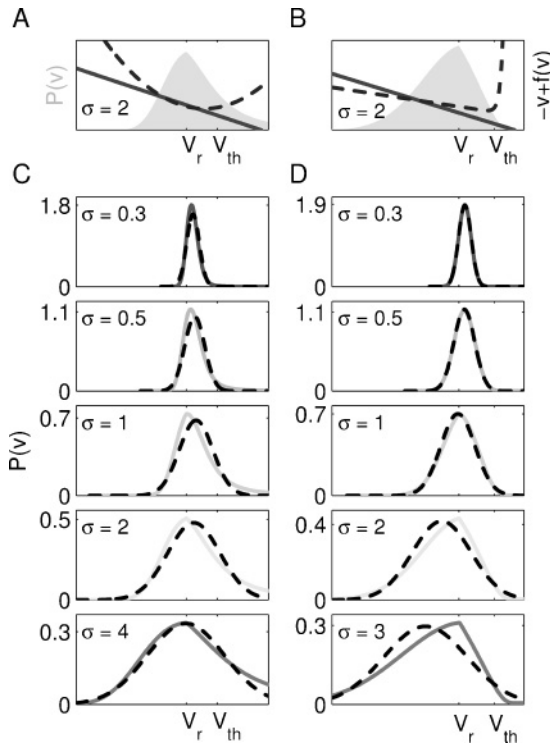 A
B
P(v)
σ = 2
σ = 2
-v+f(v)
V_r V_th
V_r V_th
C
D
1.8
σ = 0.3
0
1.9
σ = 0.3
0
1.1
σ = 0.5
0
1.1
σ = 0.5
0
P(v)
0.7
σ = 1
0
0.7
σ = 1
0
0.5
σ = 2
0
0.4
σ = 2
0
0.3
σ = 4
0
0.3
σ = 3
0
V_r V_th
V_r V_th